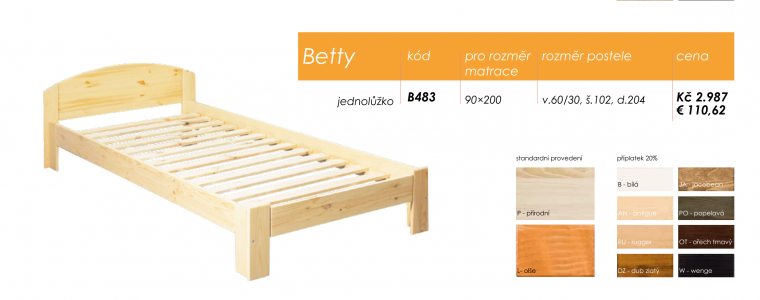 Betty kód pro rozměr matrace rozměr postele cena
jednolůžko B483 90×200 v.60/30, š.102, d.204 Kč 2.987
€ 110,62
standardní provedení příplatek 20%
P - přírodní
L- olše
B - bílá JA - jacobean
AN - antique PO - popelavá
RU - rugger OT - ořech tmavý
DZ - dub zlatý W - wenge